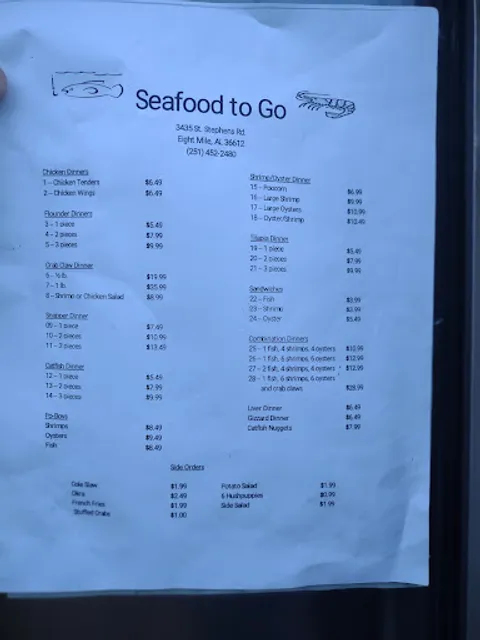 Seafood to Go
3435 St. Stephens Rd.
Eight Mile, AL 36612
(251) 452-2480
Chicken Dinners
1 – Chicken Tenders $6.49
2 – Chicken Wings $6.49
Flounder Dinners
3 – 1 piece $5.49
4 – 2 pieces $7.99
5 – 3 pieces $9.99
Crab Claw Dinner
6 – ½ lb. $19.99
7 – 1 lb. $35.99
8 – Shrimp or Chicken Salad $8.99
Snapper Dinner
09 – 1 piece $7.49
10 – 2 pieces $10.99
11 – 3 pieces $13.49
Catfish Dinner
12 – 1 piece $5.49
13 – 2 pieces $7.99
14 – 3 pieces $9.99
Po-Boys
Shrimps $8.49
Oysters $9.49
Fish $8.49
Shrimp/Oyster Dinner
15 – Popcorn $6.99
16 – Large Shrimp $9.99
17 – Large Oysters $10.99
18 – Oyster/Shrimp $10.49
Tilapia Dinner
19 – 1 piece $5.49
20 – 2 pieces $7.99
21 – 3 pieces $9.99
Sandwiches
22 – Fish $3.99
23 – Shrimp $3.99
24 – Oyster $5.49
Combination Dinners
25 – 1 fish, 4 shrimps, 4 oysters $10.99
26 – 1 fish, 6 shrimps, 6 oysters $12.99
27 – 2 fish, 4 shrimps, 4 oysters $12.99
28 – 1 fish, 6 shrimps, 6 oysters
and crab claws $28.99
Liver Dinner $6.49
Gizzard Dinner $6.49
Catfish Nuggets $7.99
Side Orders
Cole Slaw $1.99
Okra $2.49
French Fries $1.99
Stuffed Crabs $1.00
Potato Salad $1.99
6 Hushpuppies $0.99
Side Salad $1.99